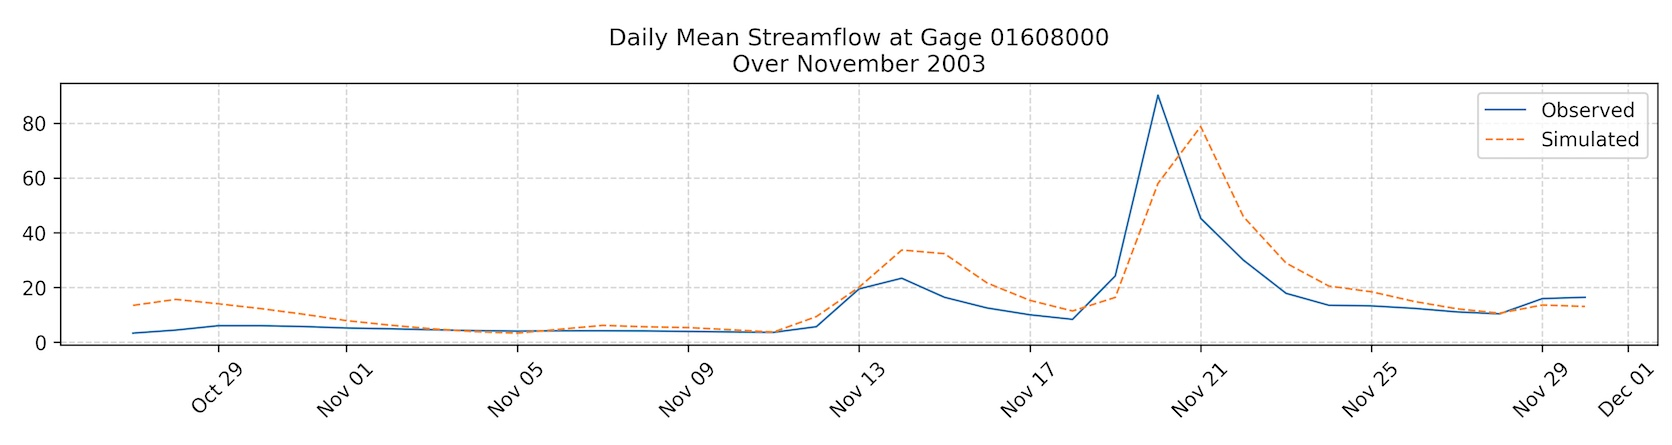 Daily Mean Streamflow at Gage 01608000
Over November 2003
Observed
Simulated
80
60
40
20
0
Oct 29
Nov 01
Nov 05
Nov 09
Nov 13
Nov 17
Nov 21
Nov 25
Nov 29
Dec 01